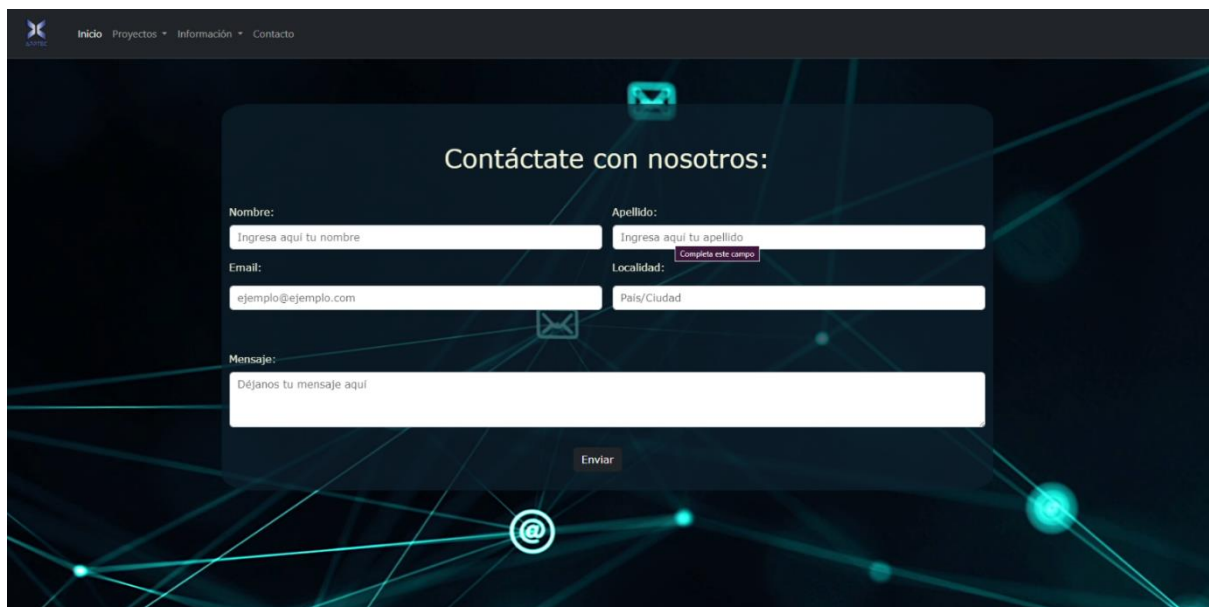 Inicio Proyectos Información Contacto
Contáctate con nosotros:
Nombre: Apellido:
Ingresa aquí tu nombre Ingresa aquí tu apellido
Completa este campo
Email: Localidad:
ejemplo@ejemplo.com País/Ciudad
Mensaje:
Déjanos tu mensaje aquí
Enviar
@